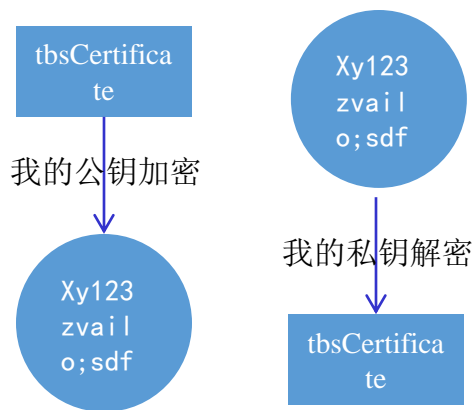 tbsCertifica
te
我的公钥加密
Xy123
zvail
o;sdf
Xy123
zvail
o;sdf
我的私钥解密
tbsCertifica
te